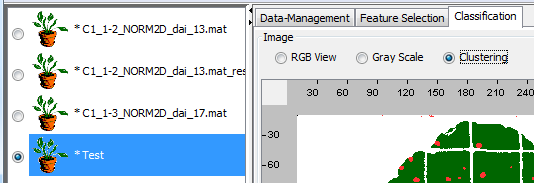 * C1_1-2_NORM2D_dai_13.mat
* C1_1-2_NORM2D_dai_13.mat_res
* C1_1-3_NORM2D_dai_17.mat
* Test
Data-Management Feature Selection Classification
Image
RGB View Gray Scale Clustering
30 60 90 120 150 180 210 240
-30
-60